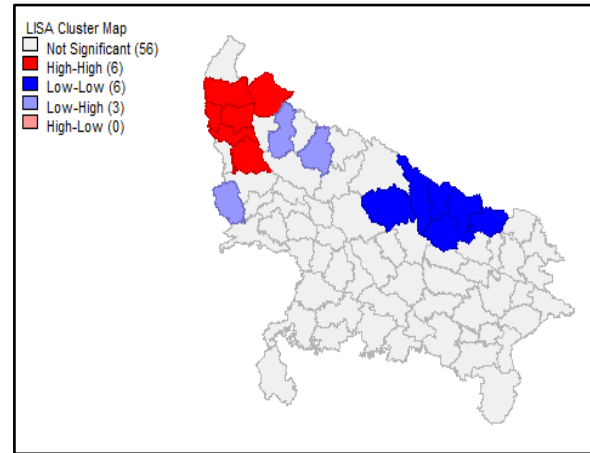 LISA Cluster Map
Not Significant (56)
High-High (6)
Low-Low (6)
Low-High (3)
High-Low (0)